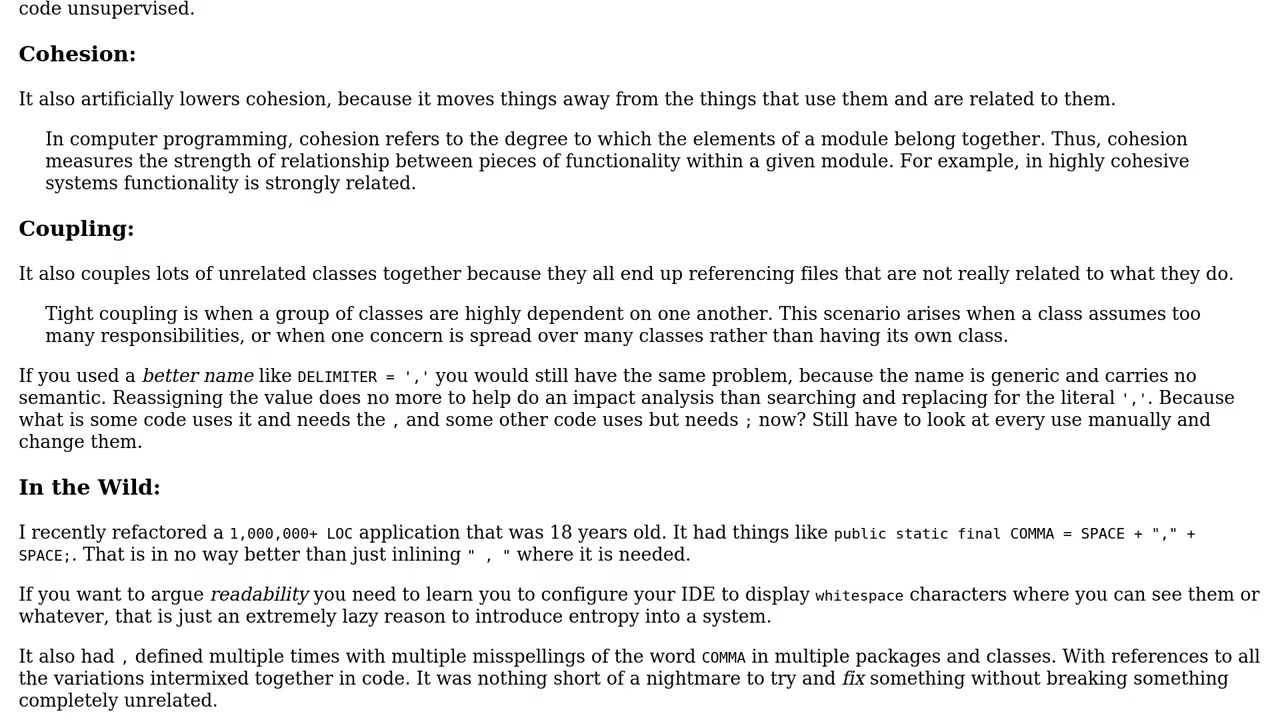 code unsupervised.
Cohesion:
It also artificially lowers cohesion, because it moves things away from the things that use them and are related to them.
In computer programming, cohesion refers to the degree to which the elements of a module belong together. Thus, cohesion
measures the strength of relationship between pieces of functionality within a given module. For example, in highly cohesive
systems functionality is strongly related.
Coupling:
It also couples lots of unrelated classes together because they all end up referencing files that are not really related to what they do.
Tight coupling is when a group of classes are highly dependent on one another. This scenario arises when a class assumes too
many responsibilities, or when one concern is spread over many classes rather than having its own class.
If you used a better name like DELIMITER = ',' you would still have the same problem, because the name is generic and carries no
semantic. Reassigning the value does no more to help do an impact analysis than searching and replacing for the literal ','. Because
what is some code uses it and needs the , and some other code uses but needs ; now? Still have to look at every use manually and
change them.
In the Wild:
I recently refactored a 1,000,000+ LOC application that was 18 years old. It had things like public static final COMMA = SPACE + "," +
SPACE;. That is in no way better than just inlining " , " where it is needed.
If you want to argue readability you need to learn you to configure your IDE to display whitespace characters where you can see them or
whatever, that is just an extremely lazy reason to introduce entropy into a system.
It also had , defined multiple times with multiple misspellings of the word COMMA in multiple packages and classes. With references to all
the variations intermixed together in code. It was nothing short of a nightmare to try and fix something without breaking something
completely unrelated.